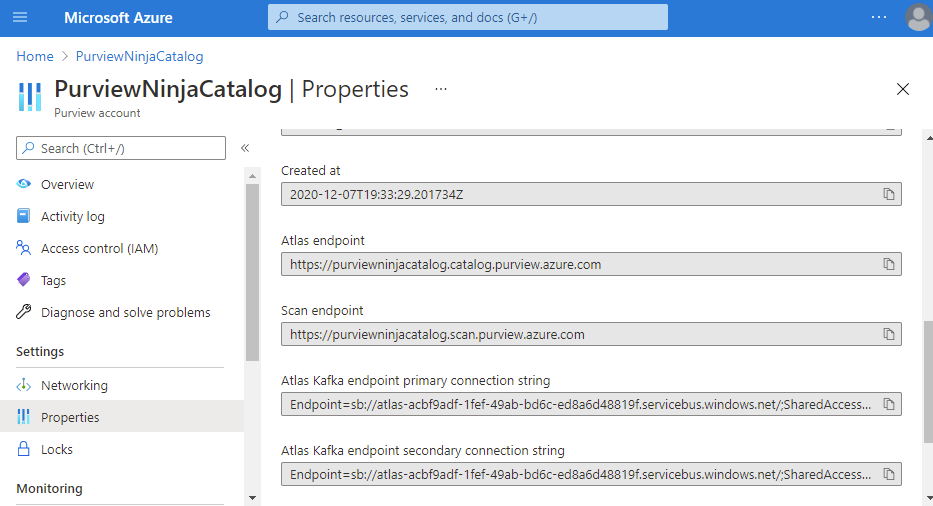 Microsoft Azure
Search resources, services, and docs (G+/)
...
Home > PurviewNinjaCatalog
PurviewNinjaCatalog | Properties ...
Purview account
Search (Ctrl+/) «
Overview
Activity log
Access control (IAM)
Tags
Diagnose and solve problems
Settings
Networking
Properties
Locks
Monitoring
Created at
2020-12-07T19:33:29.201734Z
Atlas endpoint
https://purviewninjacatalog.catalog.purview.azure.com
Scan endpoint
https://purviewninjacatalog.scan.purview.azure.com
Atlas Kafka endpoint primary connection string
Endpoint=sb://atlas-acbf9adf-1fef-49ab-bd6c-ed8a6d48819f.servicebus.windows.net/;SharedAccess...
Atlas Kafka endpoint secondary connection string
Endpoint=sb://atlas-acbf9adf-1fef-49ab-bd6c-ed8a6d48819f.servicebus.windows.net/;SharedAccess...